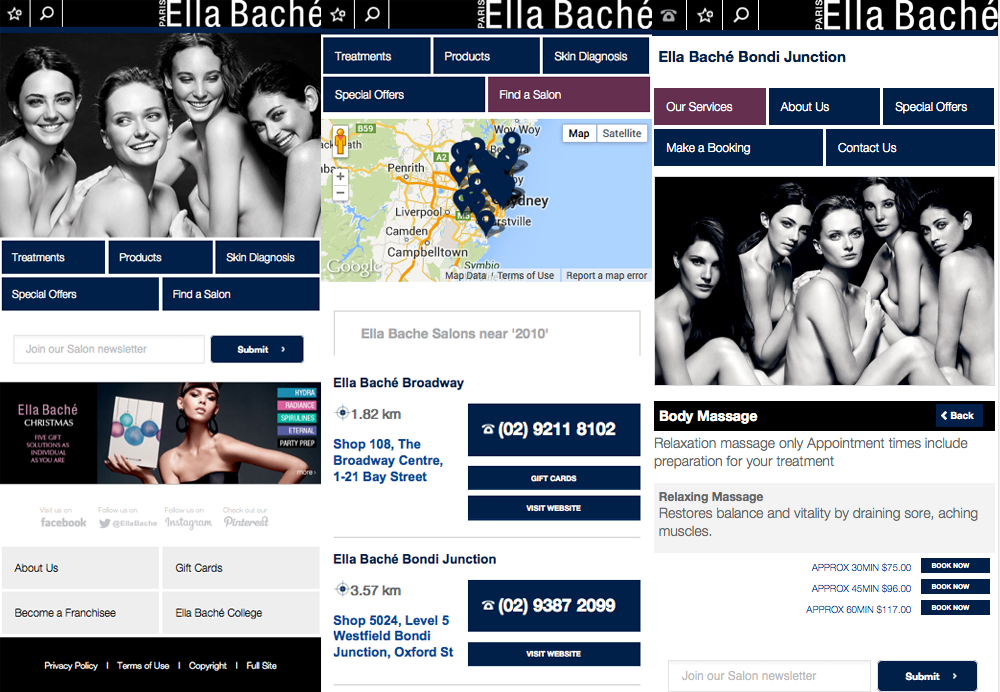 PARIS Ella Baché
Treatments
Products
Skin Diagnosis
Special Offers
Find a Salon
Join our Salon newsletter
Submit ›
Ella Baché
CHRISTMAS
FIVE GIFT
SOLUTIONS AS
INDIVIDUAL
AS YOU ARE
HYDRA
RADIANCE
SPIRULINES
ETERNAL
PARTY PREP
more ›
Visit us on
facebook
Follow us on
@EllaBache
Follow us on
Instagram
Check out our
Pinterest
About Us
Gift Cards
Become a Franchisee
Ella Baché College
Privacy Policy I Terms of Use I Copyright I Full Site
PARIS Ella Baché
Treatments
Products
Skin Diagnosis
Special Offers
Find a Salon
B59
Woy Woy
Map
Satellite
A2
Penrith
+
−
Liverpool
M5
Camden
Campbelltown
Google
Map Data
Terms of Use
Report a map error
Ella Bache Salons near '2010'
Ella Baché Broadway
1.82 km
(02) 9211 8102
Shop 108, The
Broadway Centre,
1-21 Bay Street
GIFT CARDS
VISIT WEBSITE
Ella Baché Bondi Junction
3.57 km
(02) 9387 2099
Shop 5024, Level 5
Westfield Bondi
Junction, Oxford St
VISIT WEBSITE
PARIS Ella Baché
Ella Baché Bondi Junction
Our Services
About Us
Special Offers
Make a Booking
Contact Us
Body Massage
Back
Relaxation massage only Appointment times include
preparation for your treatment
Relaxing Massage
Restores balance and vitality by draining sore, aching
muscles.
APPROX 30MIN $75.00 BOOK NOW
APPROX 45MIN $96.00 BOOK NOW
APPROX 60MIN $117.00 BOOK NOW
Join our Salon newsletter
Submit ›